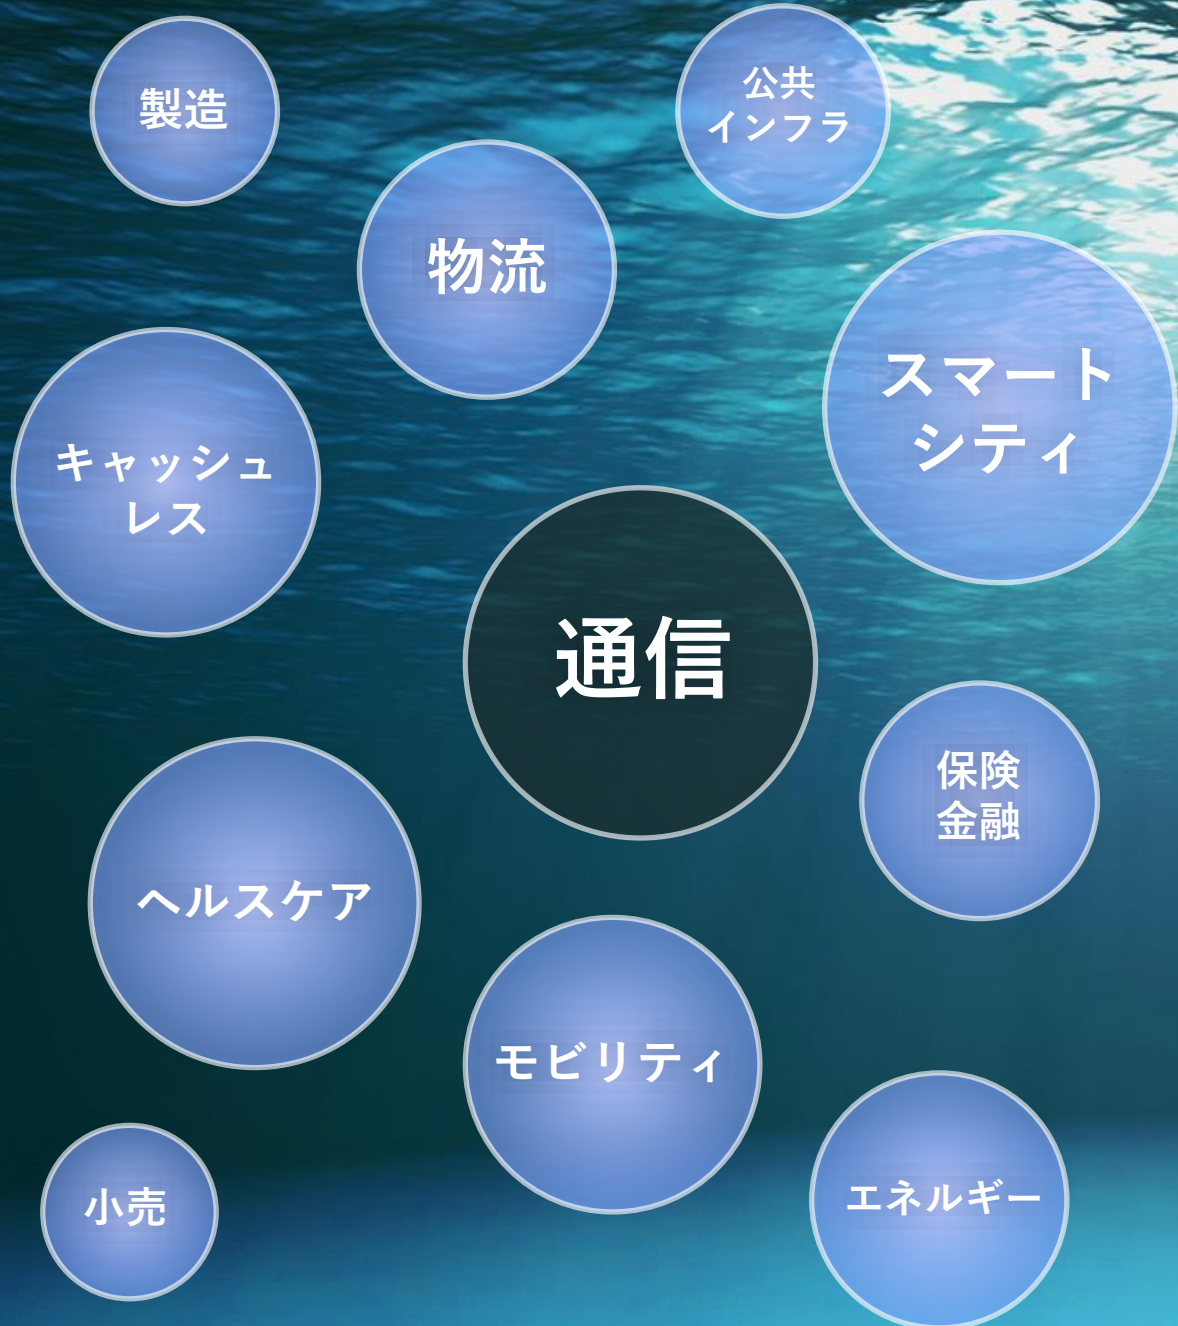 製造
公共
インフラ
物流
スマート
シティ
キャッシュ
レス
通信
保険
金融
ヘルスケア
モビリティ
小売
エネルギー